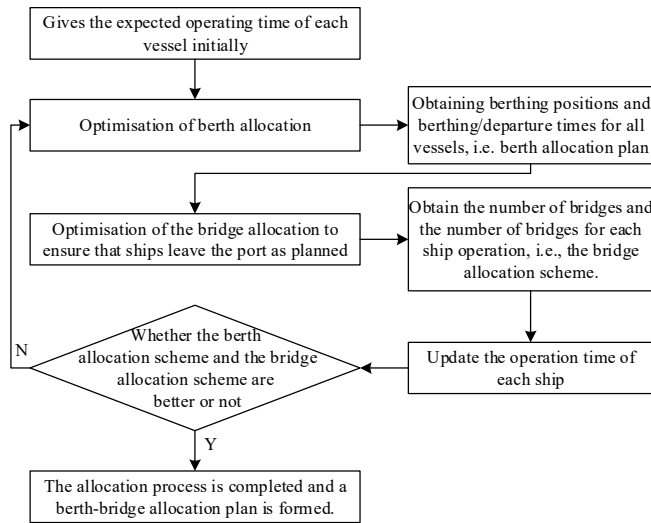 Gives the expected operating time of each
vessel initially
Optimisation of berth allocation
Obtaining berthing positions and
berthing/departure times for all
vessels, i.e. berth allocation plan
Optimisation of the bridge allocation to
ensure that ships leave the port as planned
Obtain the number of bridges and
the number of bridges for each
ship operation, i.e., the bridge
allocation scheme.
Update the operation time of
each ship
Whether the berth
allocation scheme and the bridge
allocation scheme are
better or not
N
Y
The allocation process is completed and a
berth-bridge allocation plan is formed.